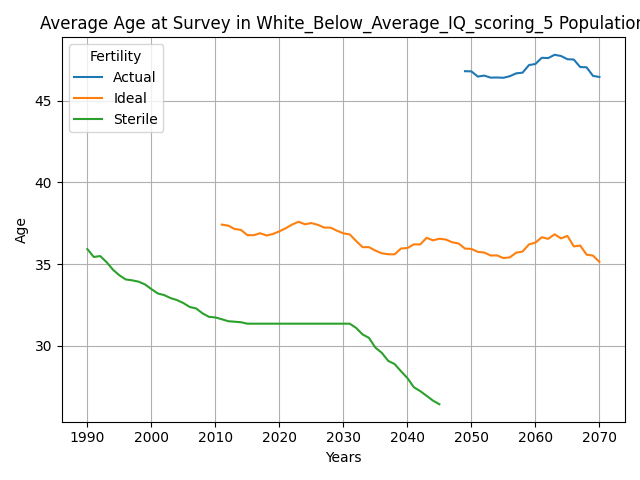 Average Age at Survey in White_Below_Average_IQ_scoring_5 Population
Fertility
Actual
Ideal
Sterile
45
40
35
30
Age
1990 2000 2010 2020 2030 2040 2050 2060 2070
Years